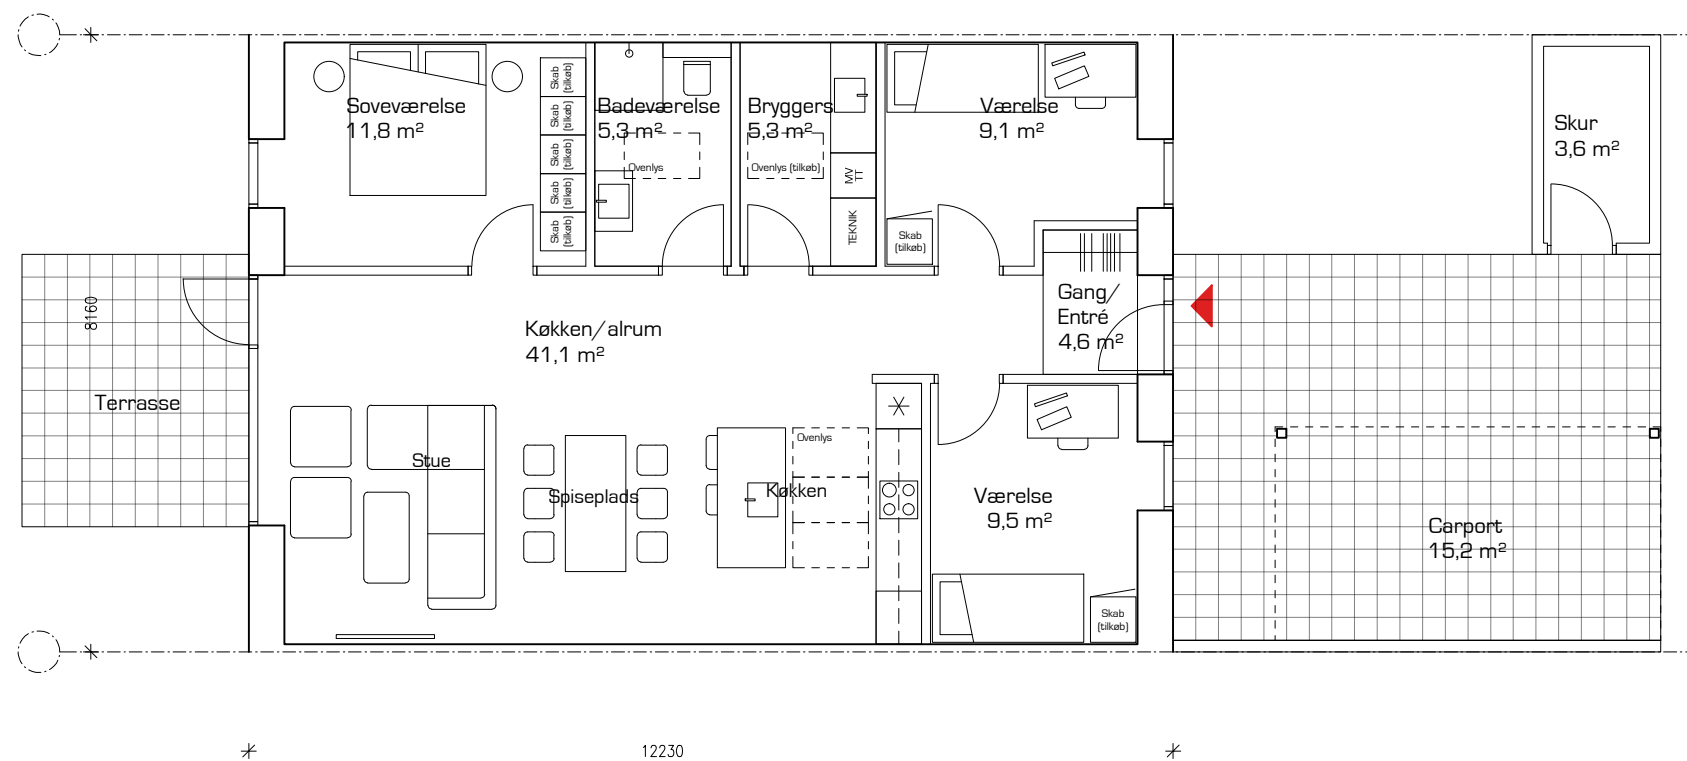 Soveværelse
11,8 m²
Skab
(tilkøb)
Skab
(tilkøb)
Skab
(tilkøb)
Skab
(tilkøb)
Skab
(tilkøb)
Badeværelse
5,3 m²
Ovenlys
Bryggers
5,3 m²
Ovenlys (tilkøb)
MV
TT
TEKNIK
Værelse
9,1 m²
Skab
(tilkøb)
Skur
3,6 m²
Gang/
Entré
4,6 m²
8160
Køkken/alrum
41,1 m²
Terrasse
Stue
Spiseplads
Køkken
Ovenlys
Værelse
9,5 m²
Skab
(tilkøb)
Carport
15,2 m²
12230